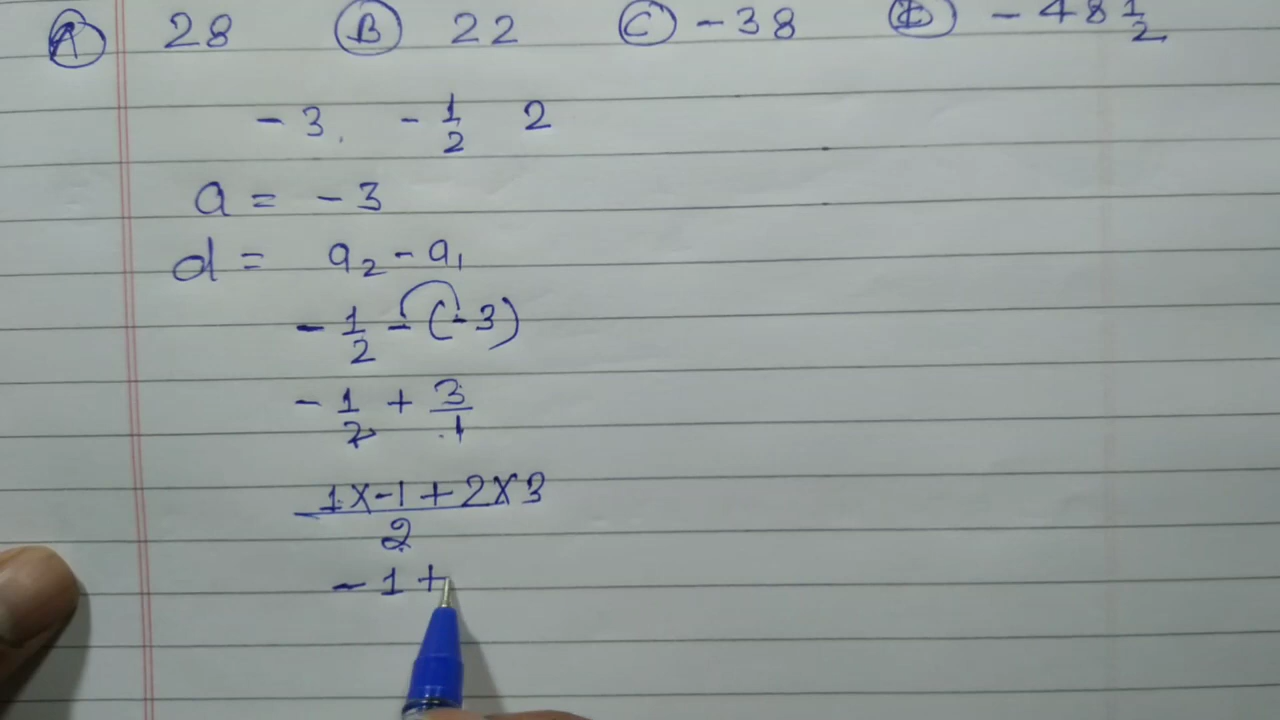 (A) 28 (B) 22 (C) -38 (D) -48 1/2
-3, -1/2 2
a = -3
d = a₂ - a₁
-1/2 - (-3)
-1/2 + 3/1
1×-1+2×3/2
-1+